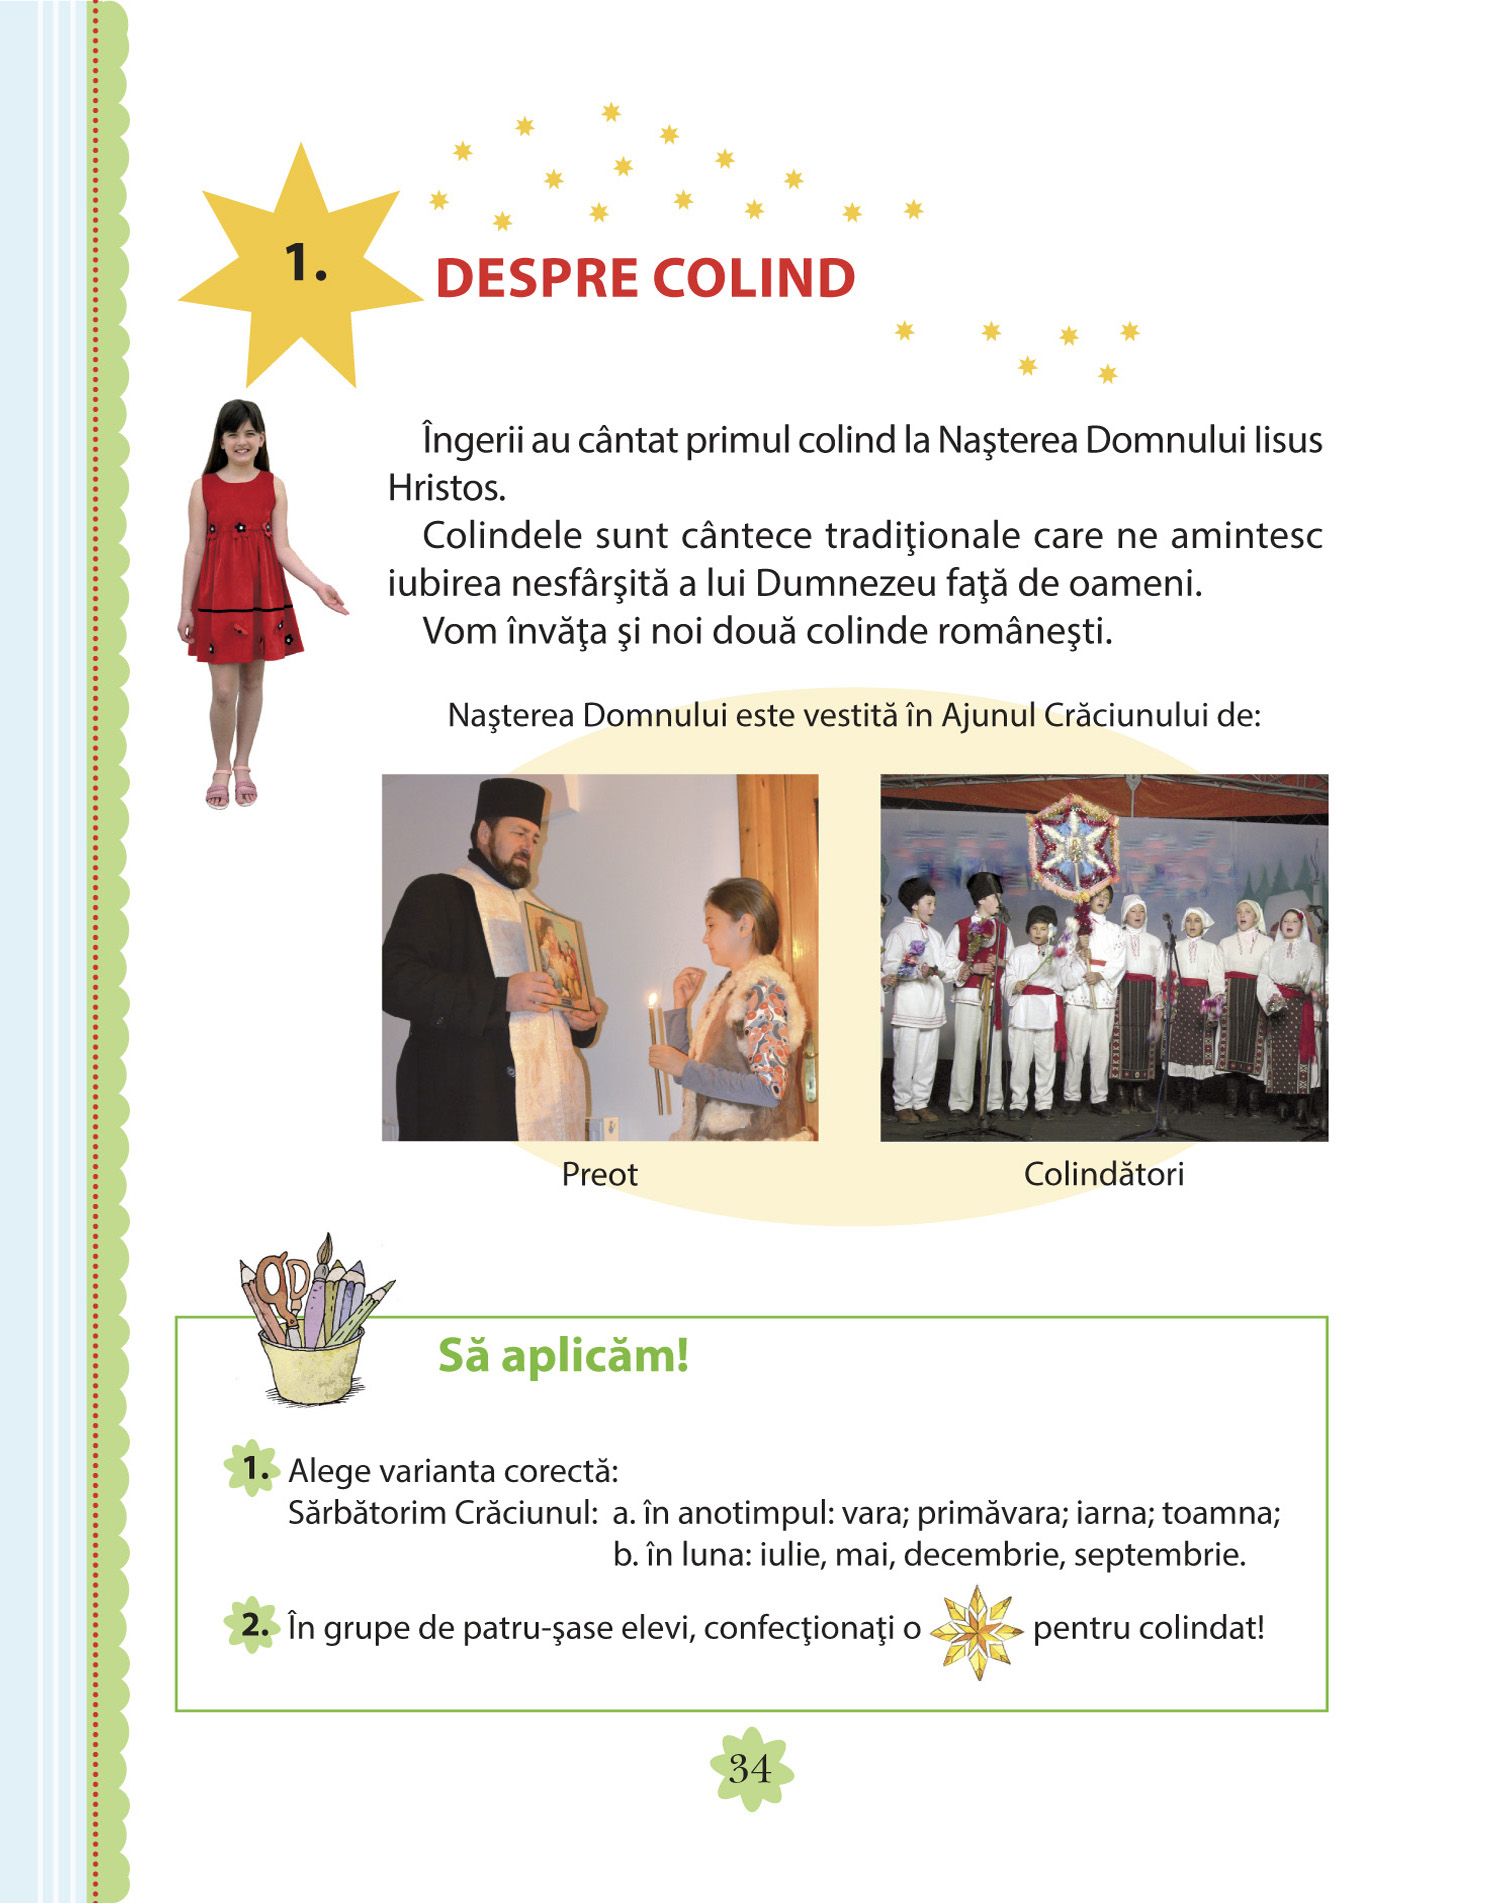 1.
DESPRE COLIND
Îngerii au cântat primul colind la Naşterea Domnului Iisus
Hristos.
Colindele sunt cântece tradiţionale care ne amintesc
iubirea nesfârşită a lui Dumnezeu faţă de oameni.
Vom învăţa şi noi două colinde româneşti.
Naşterea Domnului este vestită în Ajunul Crăciunului de:
Preot
Colindători
Să aplicăm!
1. Alege varianta corectă:
Sărbătorim Crăciunul: a. în anotimpul: vara; primăvara; iarna; toamna;
b. în luna: iulie, mai, decembrie, septembrie.
2. În grupe de patru-şase elevi, confecţionaţi o pentru colindat!
34